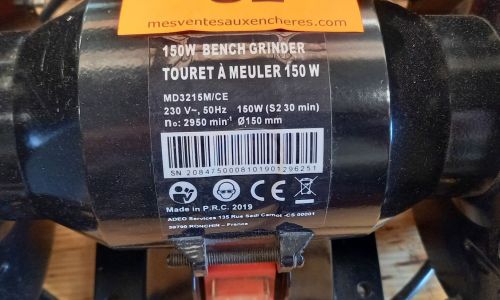 mesventesauxencheres.com
150W BENCH GRINDER
TOURET À MEULER 150 W
MD3215M/CE
230 V~, 50Hz 150W (S2 30 min)
no: 2950 min⁻¹ Ø150 mm
SN 2084750008101901296251
CE
Made in P.R.C. 2019
ADEO Services 135 Rue Sadi Carnot -CS 00001
59790 RONCHIN – France